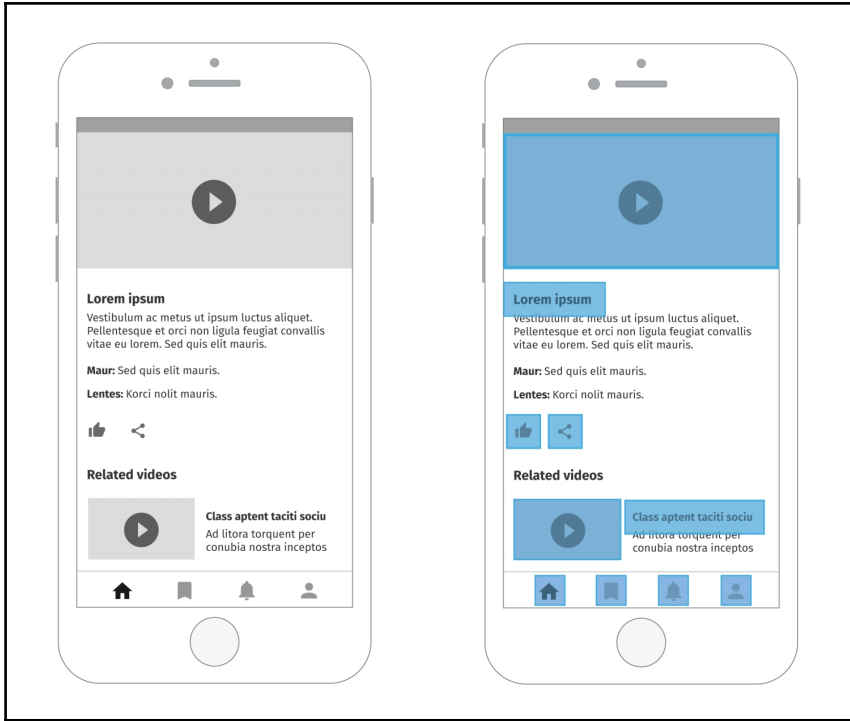 Lorem ipsum
Vestibulum ac metus ut ipsum luctus aliquet.
Pellentesque et orci non ligula feugiat convallis
vitae eu lorem. Sed quis elit mauris.
Maur: Sed quis elit mauris.
Lentes: Korci nolit mauris.
Related videos
Class aptent taciti sociu
Ad litora torquent per
conubia nostra inceptos
Lorem ipsum
Vestibulum ac metus ut ipsum luctus aliquet.
Pellentesque et orci non ligula feugiat convallis
vitae eu lorem. Sed quis elit mauris.
Maur: Sed quis elit mauris.
Lentes: Korci nolit mauris.
Related videos
Class aptent taciti sociu
Ad litora torquent per
conubia nostra inceptos